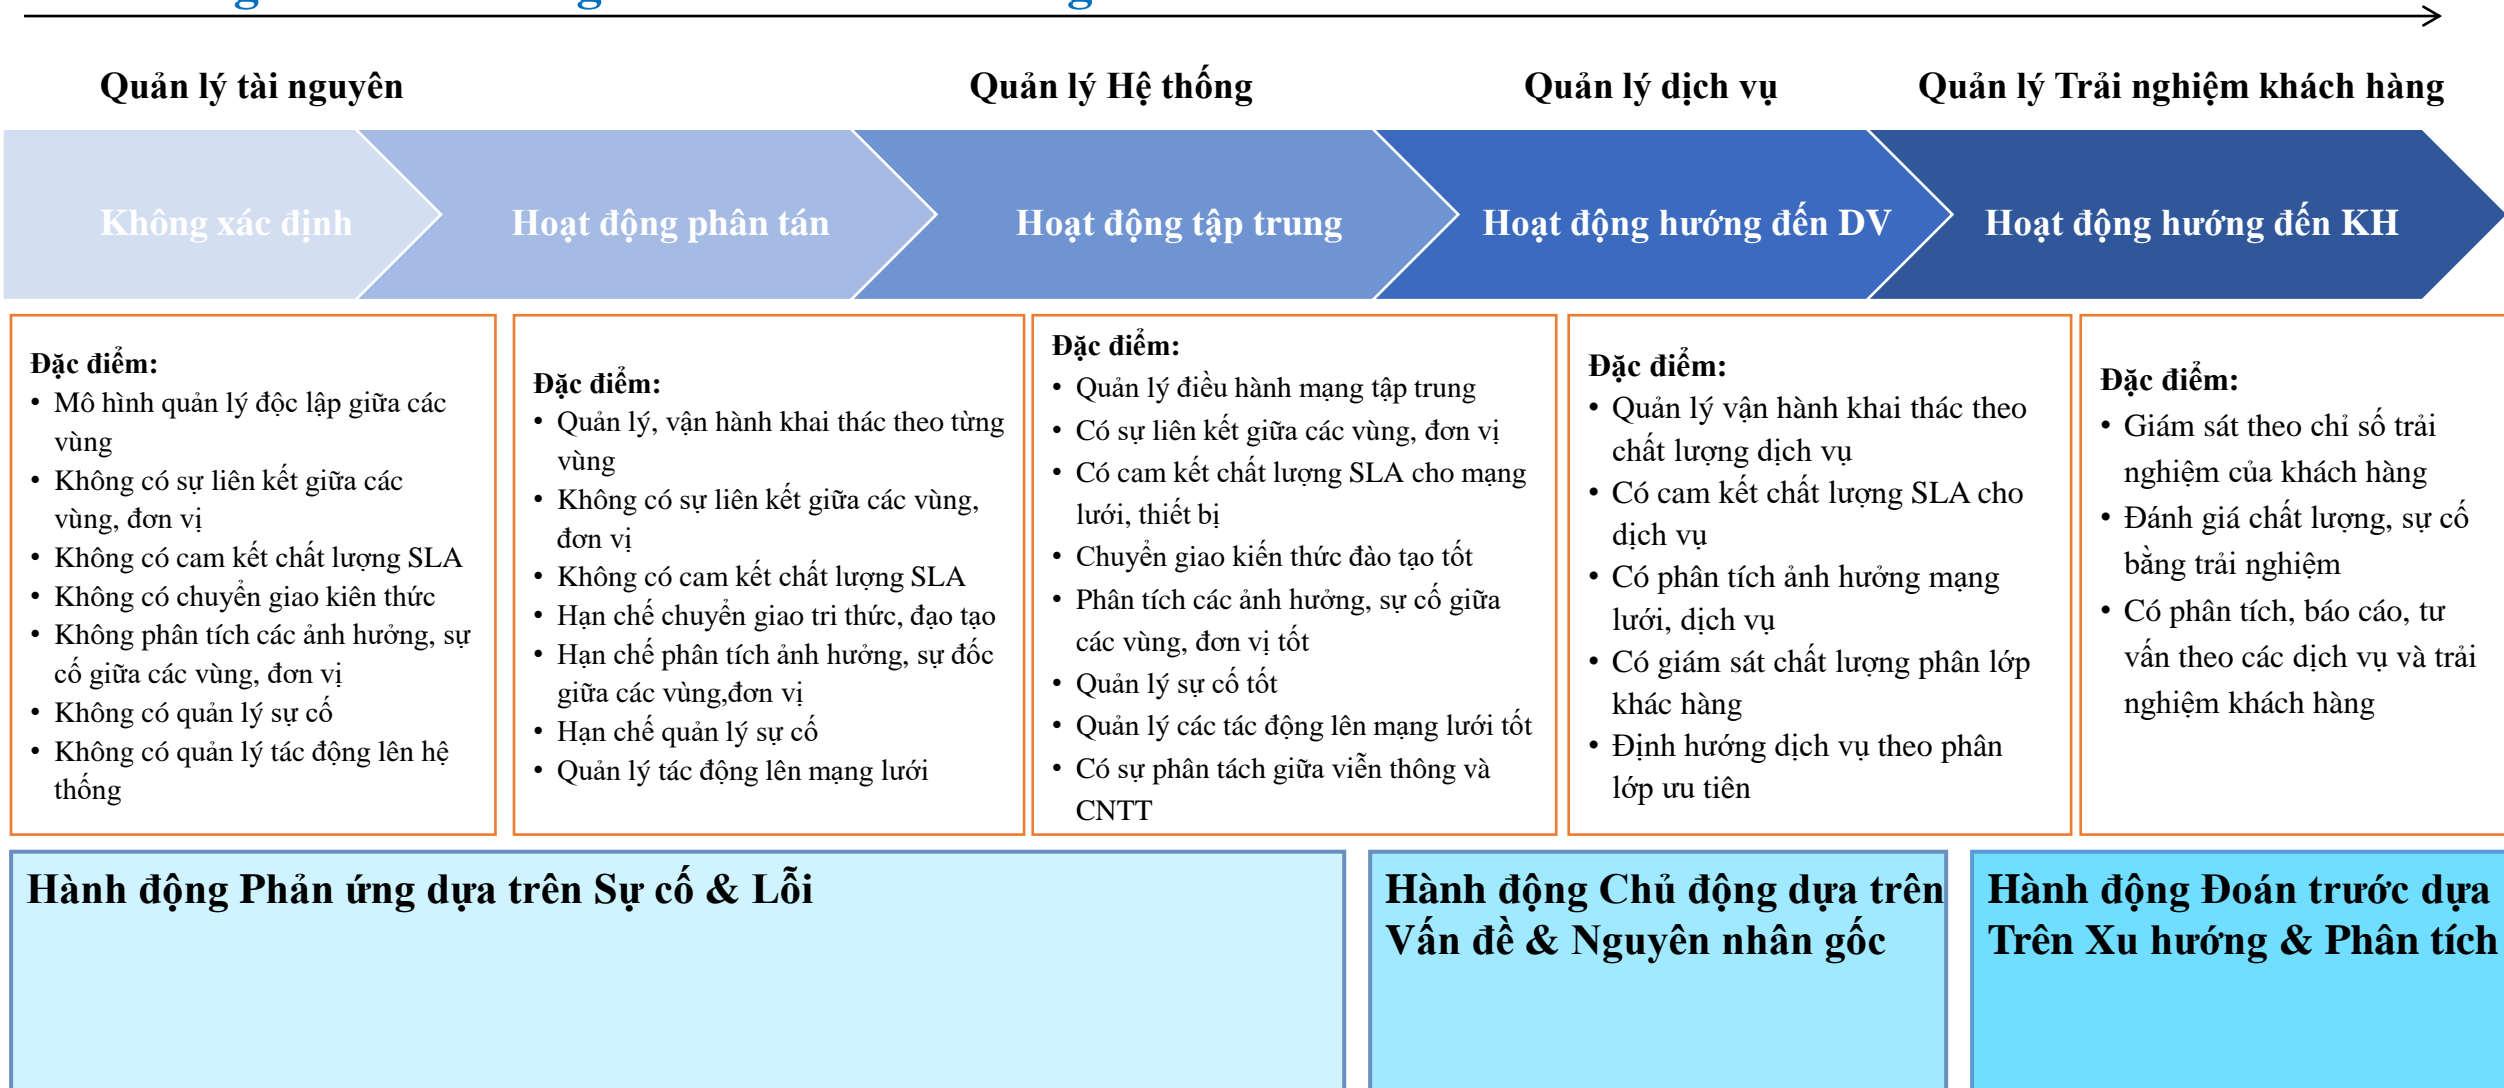 Quản lý tài nguyên
Quản lý Hệ thống
Quản lý dịch vụ
Quản lý Trải nghiệm khách hàng
Không xác định
Hoạt động phân tán
Hoạt động tập trung
Hoạt động hướng đến DV
Hoạt động hướng đến KH
Đặc điểm:
• Mô hình quản lý độc lập giữa các
vùng
• Không có sự liên kết giữa các
vùng, đơn vị
• Không có cam kết chất lượng SLA
• Không có chuyển giao kiên thức
• Không phân tích các ảnh hưởng, sự
cố giữa các vùng, đơn vị
• Không có quản lý sự cố
• Không có quản lý tác động lên hệ
thống
Đặc điểm:
• Quản lý, vận hành khai thác theo từng
vùng
• Không có sự liên kết giữa các vùng,
đơn vị
• Không có cam kết chất lượng SLA
• Hạn chế chuyển giao tri thức, đạo tạo
• Hạn chế phân tích ảnh hưởng, sự đốc
giữa các vùng,đơn vị
• Hạn chế quản lý sự cố
• Quản lý tác động lên mạng lưới
Đặc điểm:
• Quản lý điều hành mạng tập trung
• Có sự liên kết giữa các vùng, đơn vị
• Có cam kết chất lượng SLA cho mạng
lưới, thiết bị
• Chuyển giao kiến thức đào tạo tốt
• Phân tích các ảnh hưởng, sự cố giữa
các vùng, đơn vị tốt
• Quản lý sự cố tốt
• Quản lý các tác động lên mạng lưới tốt
• Có sự phân tách giữa viễn thông và
CNTT
Đặc điểm:
• Quản lý vận hành khai thác theo
chất lượng dịch vụ
• Có cam kết chất lượng SLA cho
dịch vụ
• Có phân tích ảnh hưởng mạng
lưới, dịch vụ
• Có giám sát chất lượng phân lớp
khác hàng
• Định hướng dịch vụ theo phân
lớp ưu tiên
Đặc điểm:
• Giám sát theo chỉ số trải
nghiệm của khách hàng
• Đánh giá chất lượng, sự cố
bằng trải nghiệm
• Có phân tích, báo cáo, tư
vấn theo các dịch vụ và trải
nghiệm khách hàng
Hành động Phản ứng dựa trên Sự cố & Lỗi
Hành động Chủ động dựa trên
Vấn đề & Nguyên nhân gốc
Hành động Đoán trước dựa
Trên Xu hướng & Phân tích